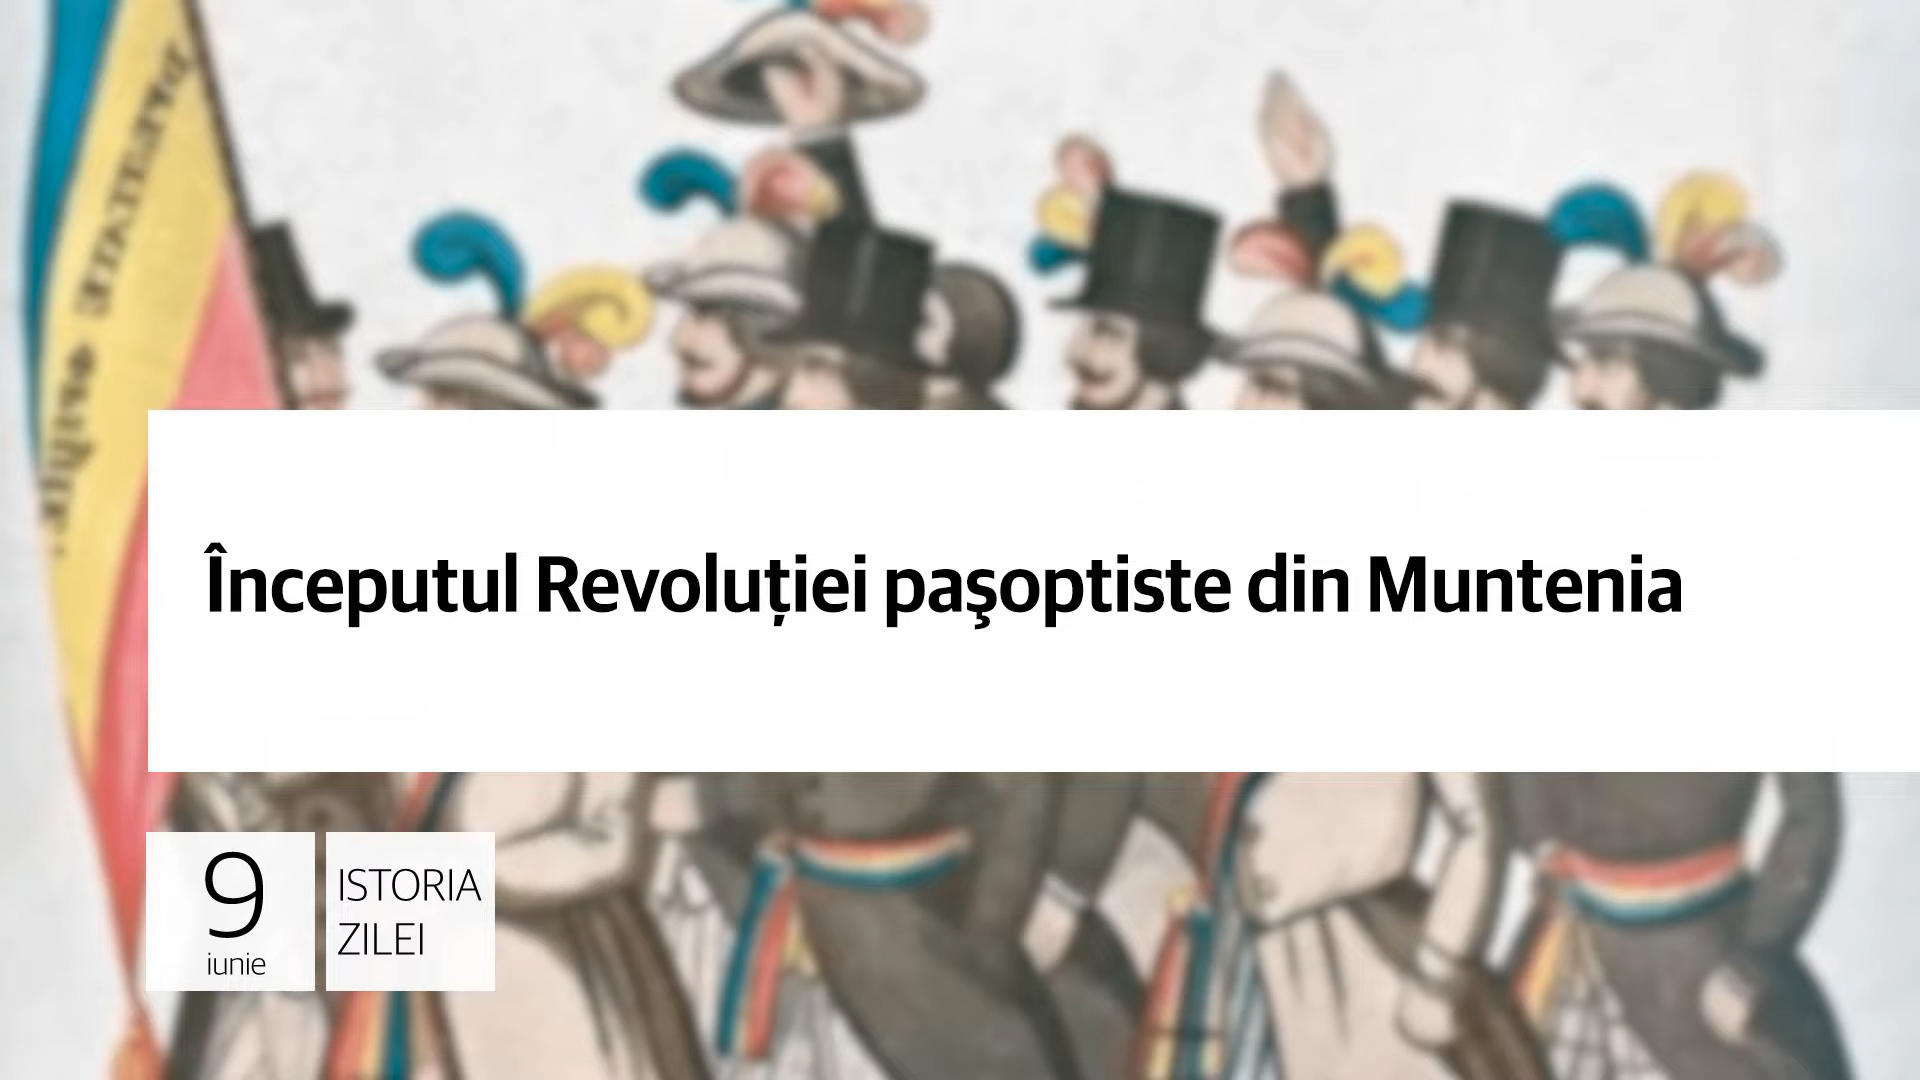 Începutul Revoluției paşoptiste din Muntenia
9
iunie
ISTORIA
ZILEI